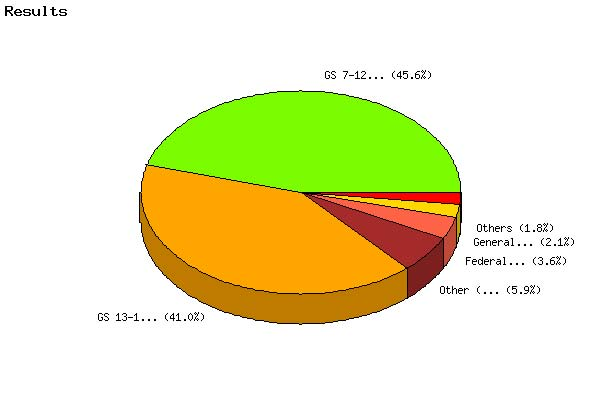 Results
GS 7-12... (45.6%)
Others (1.8%)
General... (2.1%)
Federal... (3.6%)
Other (... (5.9%)
GS 13-1... (41.0%)